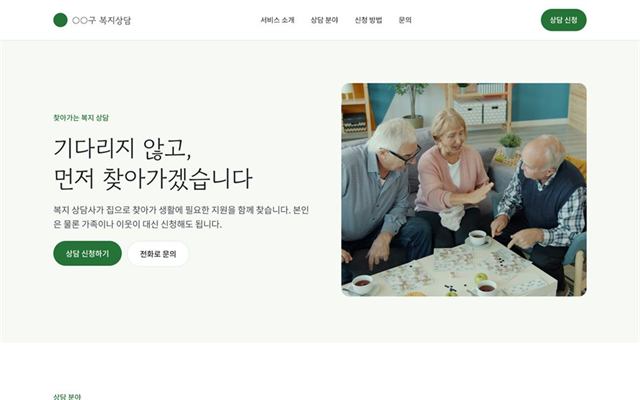 ○○구 복지상담
서비스 소개
상담 분야
신청 방법
문의
상담 신청
찾아가는 복지 상담
기다리지 않고,
먼저 찾아가겠습니다
복지 상담사가 집으로 찾아가 생활에 필요한 지원을 함께 찾습니다. 본인
은 물론 가족이나 이웃이 대신 신청해도 됩니다.
상담 신청하기
전화로 문의
상담 분야